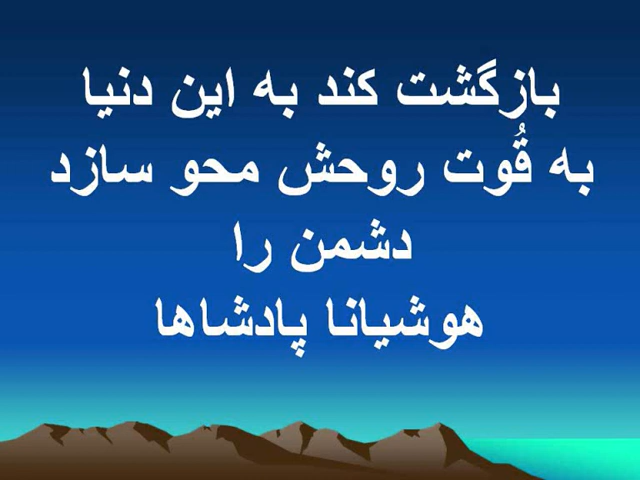 بازگشت کند به این دنیا
به قُوت روحش محو سازد
دشمن را
هوشیانا پادشاها